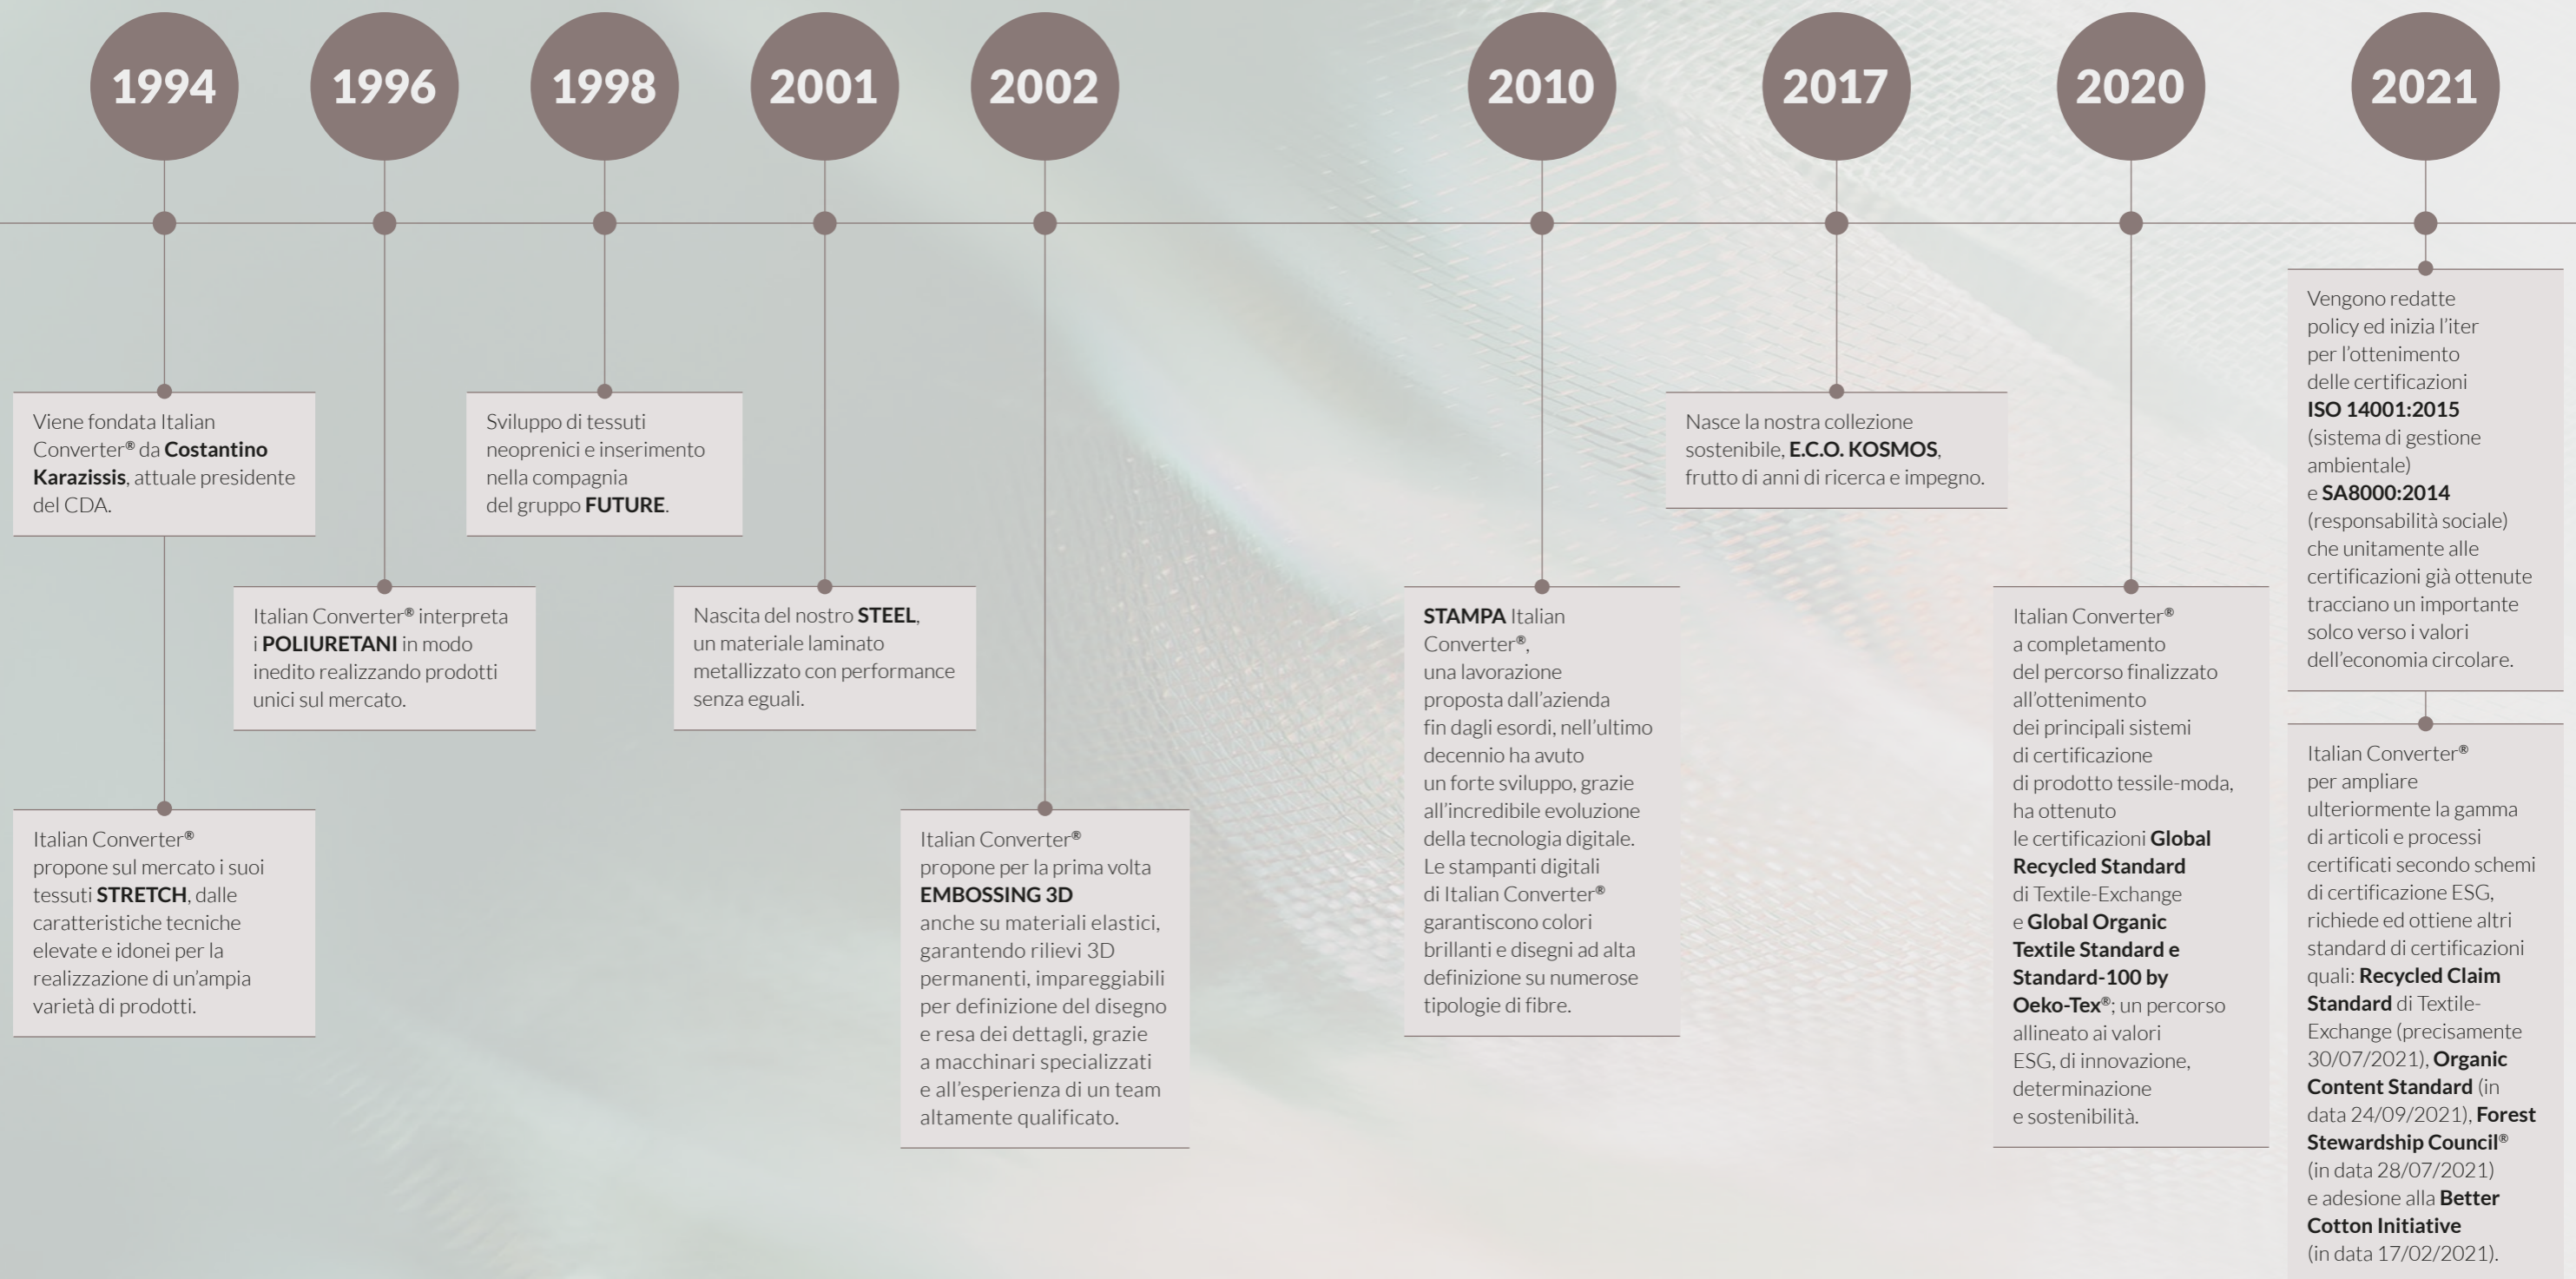 1994
1996
1998
2001
2002
2010
2017
2020
2021
Viene fondata Italian
Converter® da Costantino
Karazissis, attuale presidente
del CDA.
Italian Converter®
propone sul mercato i suoi
tessuti STRETCH, dalle
caratteristiche tecniche
elevate e idonei per la
realizzazione di un’ampia
varietà di prodotti.
Italian Converter® interpreta
i POLIURETANI in modo
inedito realizzando prodotti
unici sul mercato.
Sviluppo di tessuti
neoprenici e inserimento
nella compagnia
del gruppo FUTURE.
Nascita del nostro STEEL,
un materiale laminato
metallizzato con performance
senza eguali.
Italian Converter®
propone per la prima volta
EMBOSSING 3D
anche su materiali elastici,
garantendo rilievi 3D
permanenti, impareggiabili
per definizione del disegno
e resa dei dettagli, grazie
a macchinari specializzati
e all’esperienza di un team
altamente qualificato.
STAMPA Italian
Converter®,
una lavorazione
proposta dall’azienda
fin dagli esordi, nell’ultimo
decennio ha avuto
un forte sviluppo, grazie
all’incredibile evoluzione
della tecnologia digitale.
Le stampanti digitali
di Italian Converter®
garantiscono colori
brillanti e disegni ad alta
definizione su numerose
tipologie di fibre.
Nasce la nostra collezione
sostenibile, E.C.O. KOSMOS,
frutto di anni di ricerca e impegno.
Italian Converter®
a completamento
del percorso finalizzato
all’ottenimento
dei principali sistemi
di certificazione
di prodotto tessile-moda,
ha ottenuto
le certificazioni Global
Recycled Standard
di Textile-Exchange
e Global Organic
Textile Standard e
Standard-100 by
Oeko-Tex®; un percorso
allineato ai valori
ESG, di innovazione,
determinazione
e sostenibilità.
Vengono redatte
policy ed inizia l’iter
per l’ottenimento
delle certificazioni
ISO 14001:2015
(sistema di gestione
ambientale)
e SA8000:2014
(responsabilità sociale)
che unitamente alle
certificazioni già ottenute
tracciano un importante
solco verso i valori
dell’economia circolare.
Italian Converter®
per ampliare
ulteriormente la gamma
di articoli e processi
certificati secondo schemi
di certificazione ESG,
richiede ed ottiene altri
standard di certificazioni
quali: Recycled Claim
Standard di Textile-
Exchange (precisamente
30/07/2021), Organic
Content Standard (in
data 24/09/2021), Forest
Stewardship Council®
(in data 28/07/2021)
e adesione alla Better
Cotton Initiative
(in data 17/02/2021).